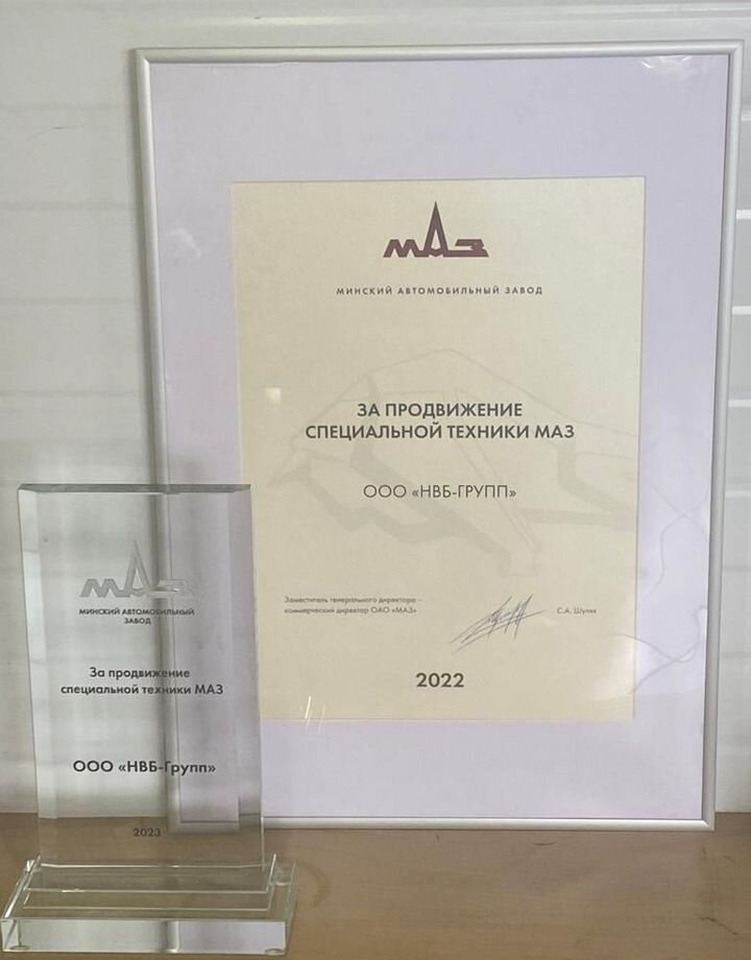 МАЗ
МИНСКИЙ АВТОМОБИЛЬНЫЙ ЗАВОД
ЗА ПРОДВИЖЕНИЕ
СПЕЦИАЛЬНОЙ ТЕХНИКИ МАЗ
ООО «НВБ-ГРУПП»
Заместитель генерального директора –
коммерческий директор ОАО «МАЗ»
С.А. Шуляк
2022
МАЗ
МИНСКИЙ АВТОМОБИЛЬНЫЙ
ЗАВОД
За продвижение
специальной техники МАЗ
ООО «НВБ-Групп»
2023